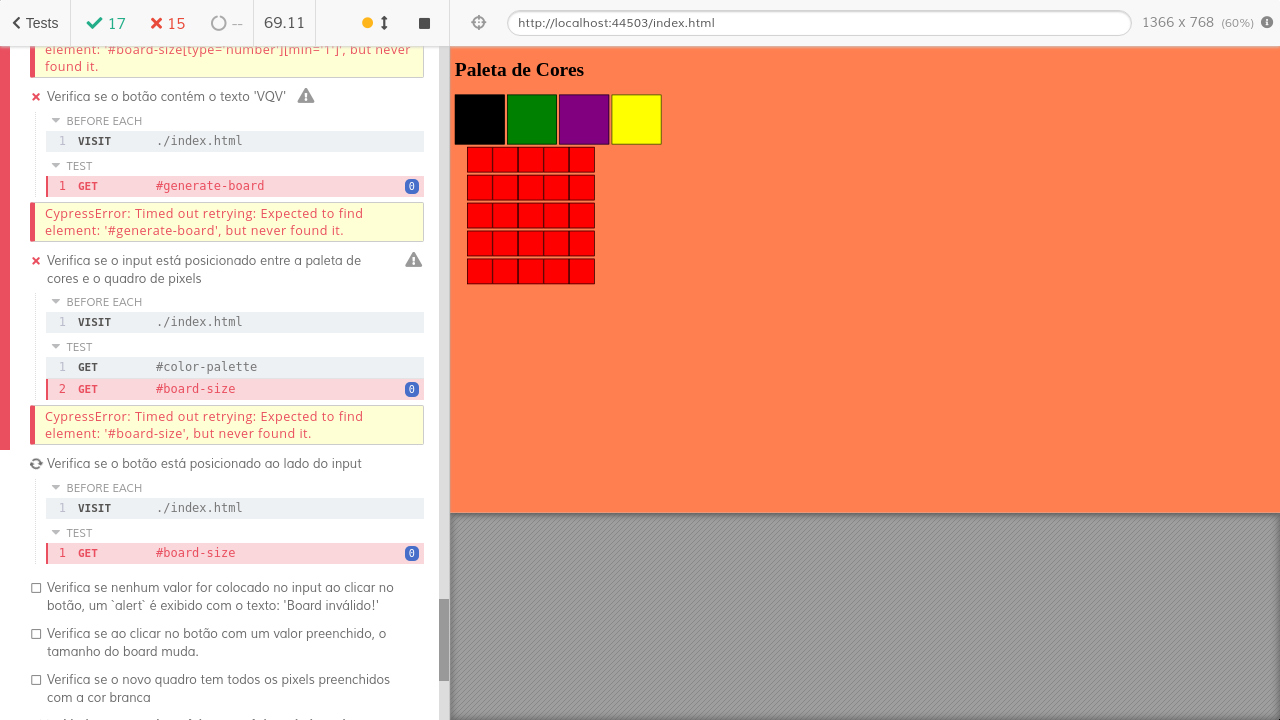 Tests
17
15
--
69.11
http://localhost:44503/index.html
1366 x 768 (60%)
element: '#board-size[type='number'][min='1']', but never
found it.
Verifica se o botão contém o texto 'VQV'
BEFORE EACH
1 VISIT ./index.html
TEST
1 GET #generate-board 0
CypressError: Timed out retrying: Expected to find
element: '#generate-board', but never found it.
Verifica se o input está posicionado entre a paleta de
cores e o quadro de pixels
BEFORE EACH
1 VISIT ./index.html
TEST
1 GET #color-palette
2 GET #board-size 0
CypressError: Timed out retrying: Expected to find
element: '#board-size', but never found it.
Verifica se o botão está posicionado ao lado do input
BEFORE EACH
1 VISIT ./index.html
TEST
1 GET #board-size 0
Verifica se nenhum valor for colocado no input ao clicar no
botão, um `alert` é exibido com o texto: 'Board inválido!'
Verifica se ao clicar no botão com um valor preenchido, o
tamanho do board muda.
Verifica se o novo quadro tem todos os pixels preenchidos
com a cor branca
Paleta de Cores